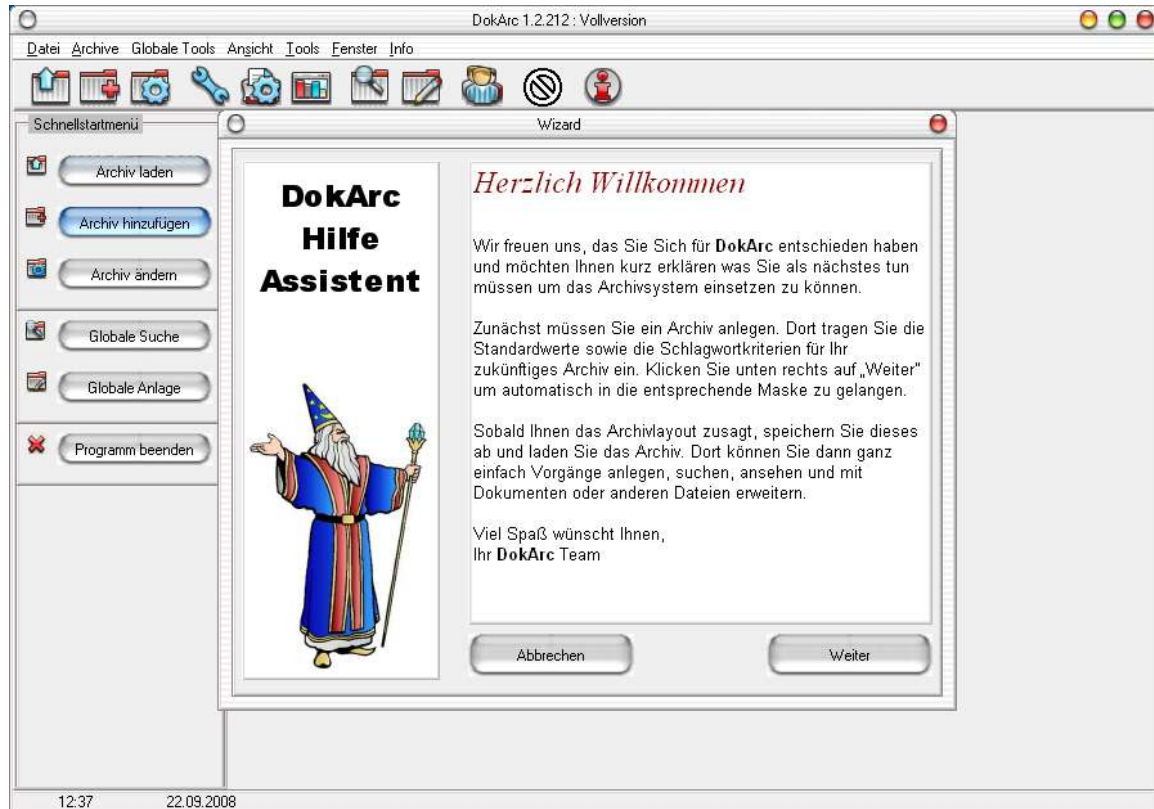 DokArc 1.2.212 : Vollversion
Datei Archive Globale Tools Ansicht Tools Fenster Info
Schnellstartmenü
Archiv laden
Archiv hinzufügen
Archiv ändern
Globale Suche
Globale Anlage
Programm beenden
Wizard
DokArc
Hilfe
Assistent
Herzlich Willkommen
Wir freuen uns, das Sie Sich für DokArc entschieden haben
und möchten Ihnen kurz erklären was Sie als nächstes tun
müssen um das Archivsystem einsetzen zu können.
Zunächst müssen Sie ein Archiv anlegen. Dort tragen Sie die
Standardwerte sowie die Schlagwortkriterien für Ihr
zukünftiges Archiv ein. Klicken Sie unten rechts auf „Weiter“
um automatisch in die entsprechende Maske zu gelangen.
Sobald Ihnen das Archivlayout zusagt, speichern Sie dieses
ab und laden Sie das Archiv. Dort können Sie dann ganz
einfach Vorgänge anlegen, suchen, ansehen und mit
Dokumenten oder anderen Dateien erweitern.
Viel Spaß wünscht Ihnen,
Ihr DokArc Team
Abbrechen
Weiter
12:37 22.09.2008